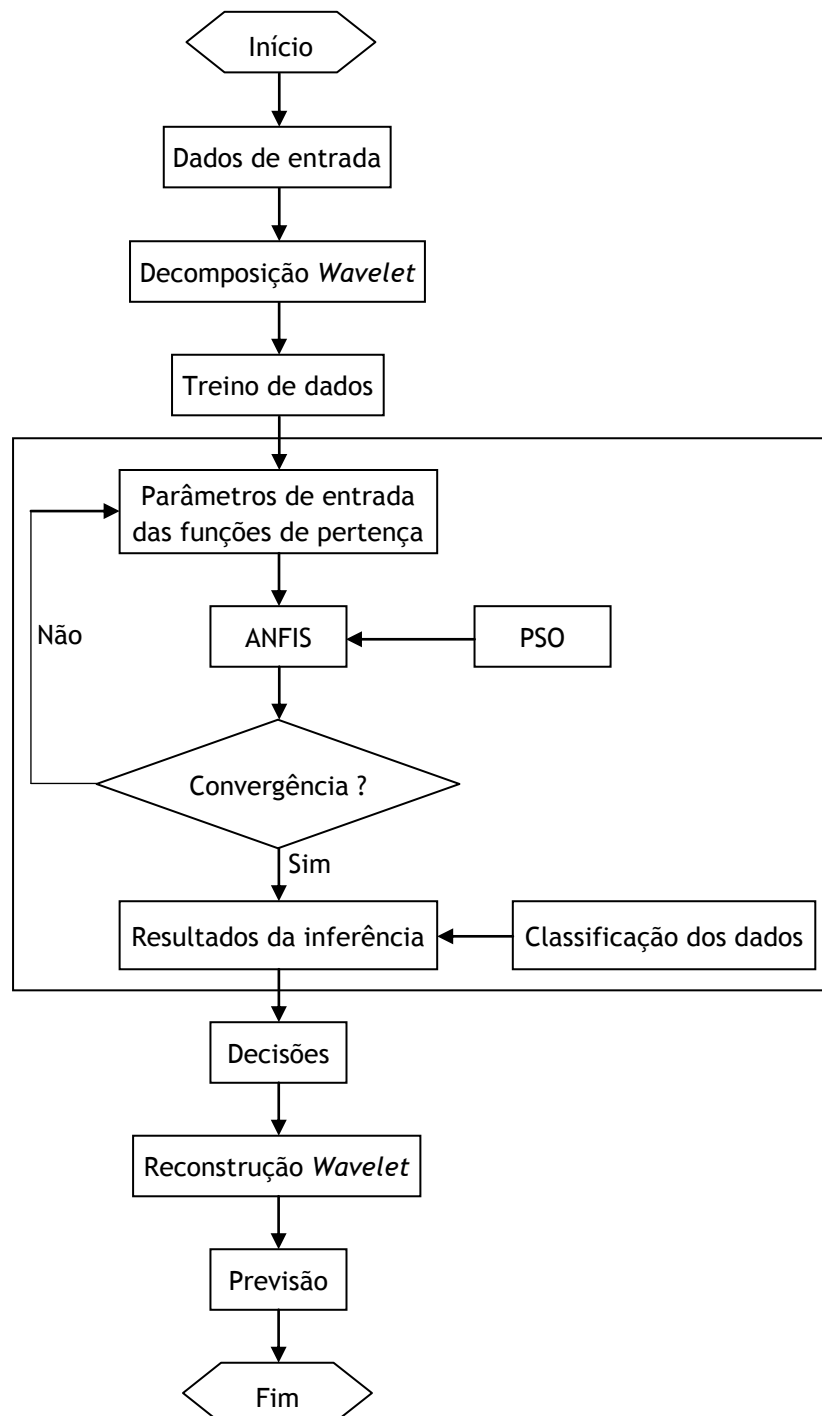 Início
Dados de entrada
Decomposição Wavelet
Treino de dados
Parâmetros de entrada
das funções de pertença
Não
ANFIS
PSO
Convergência ?
Sim
Resultados da inferência
Classificação dos dados
Decisões
Reconstrução Wavelet
Previsão
Fim